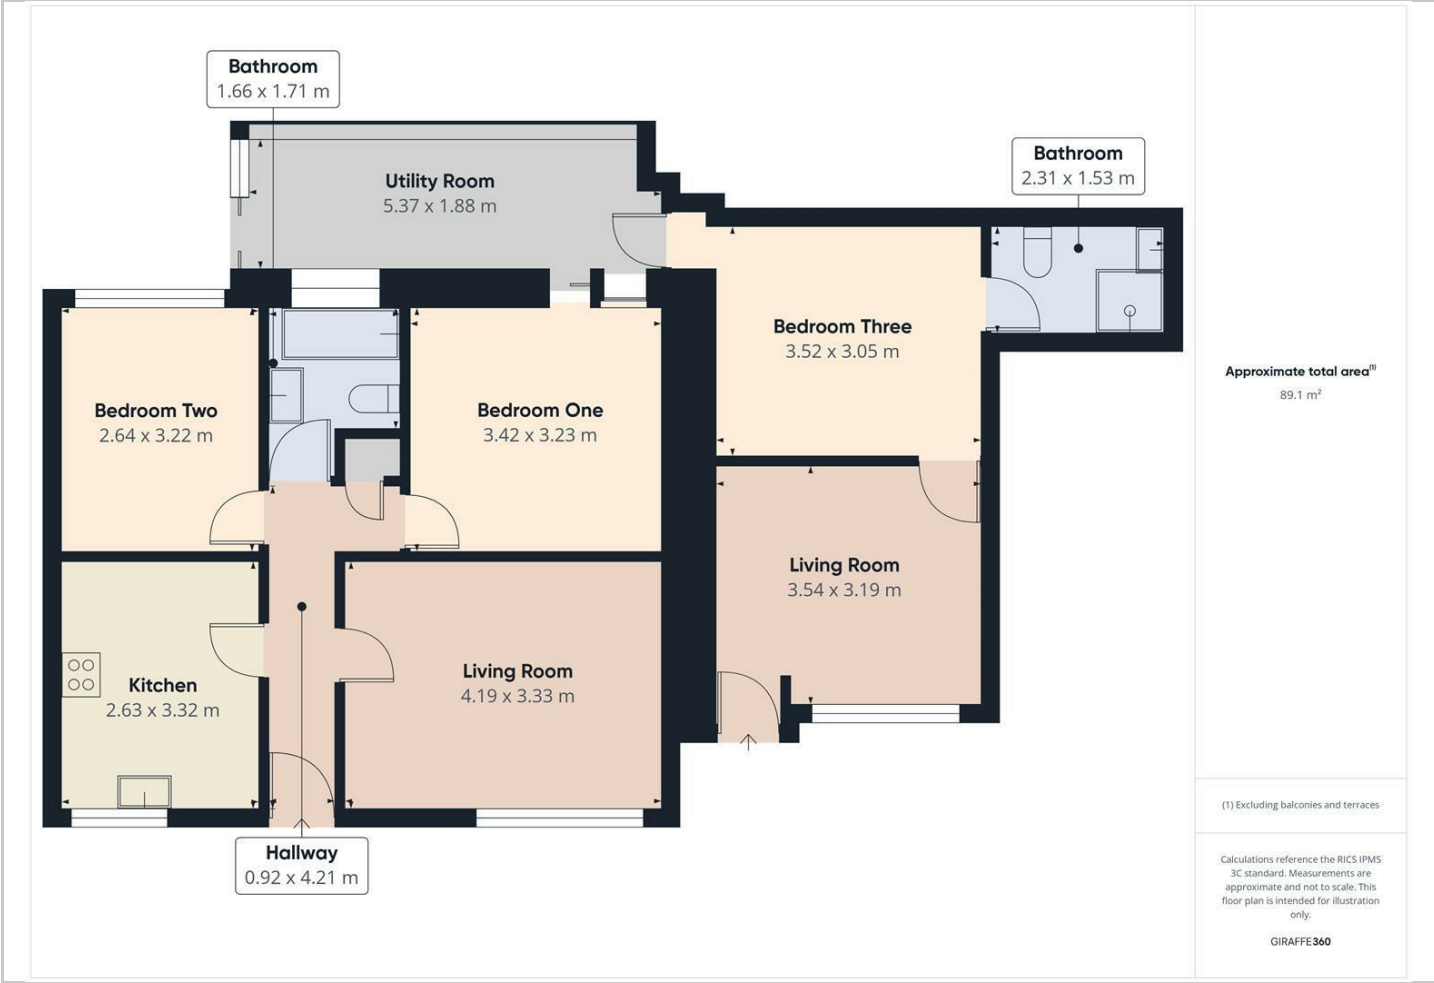 Bathroom
1.66 x 1.71 m
Bathroom
2.31 x 1.53 m
Utility Room
5.37 x 1.88 m
Bedroom Three
3.52 x 3.05 m
Bedroom Two
2.64 x 3.22 m
Bedroom One
3.42 x 3.23 m
Living Room
3.54 x 3.19 m
Kitchen
2.63 x 3.32 m
Living Room
4.19 x 3.33 m
Hallway
0.92 x 4.21 m
Approximate total area⁽¹⁾
89.1 m²
(1) Excluding balconies and terraces
Calculations reference the RICS IPMS
3C standard. Measurements are
approximate and not to scale. This
floor plan is intended for illustration
only.
GIRAFFE360